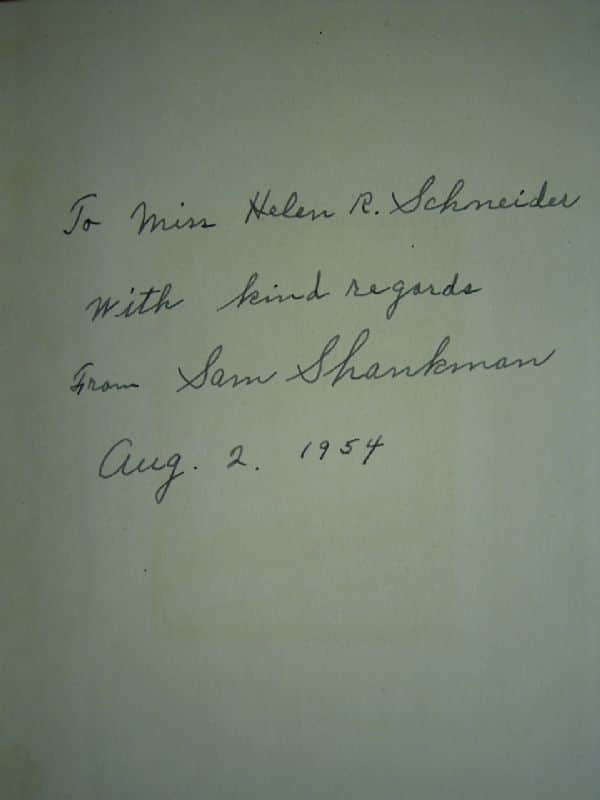 To Miss Helen R. Schneider
With kind regards
From Sam Shankman
Aug. 2. 1954